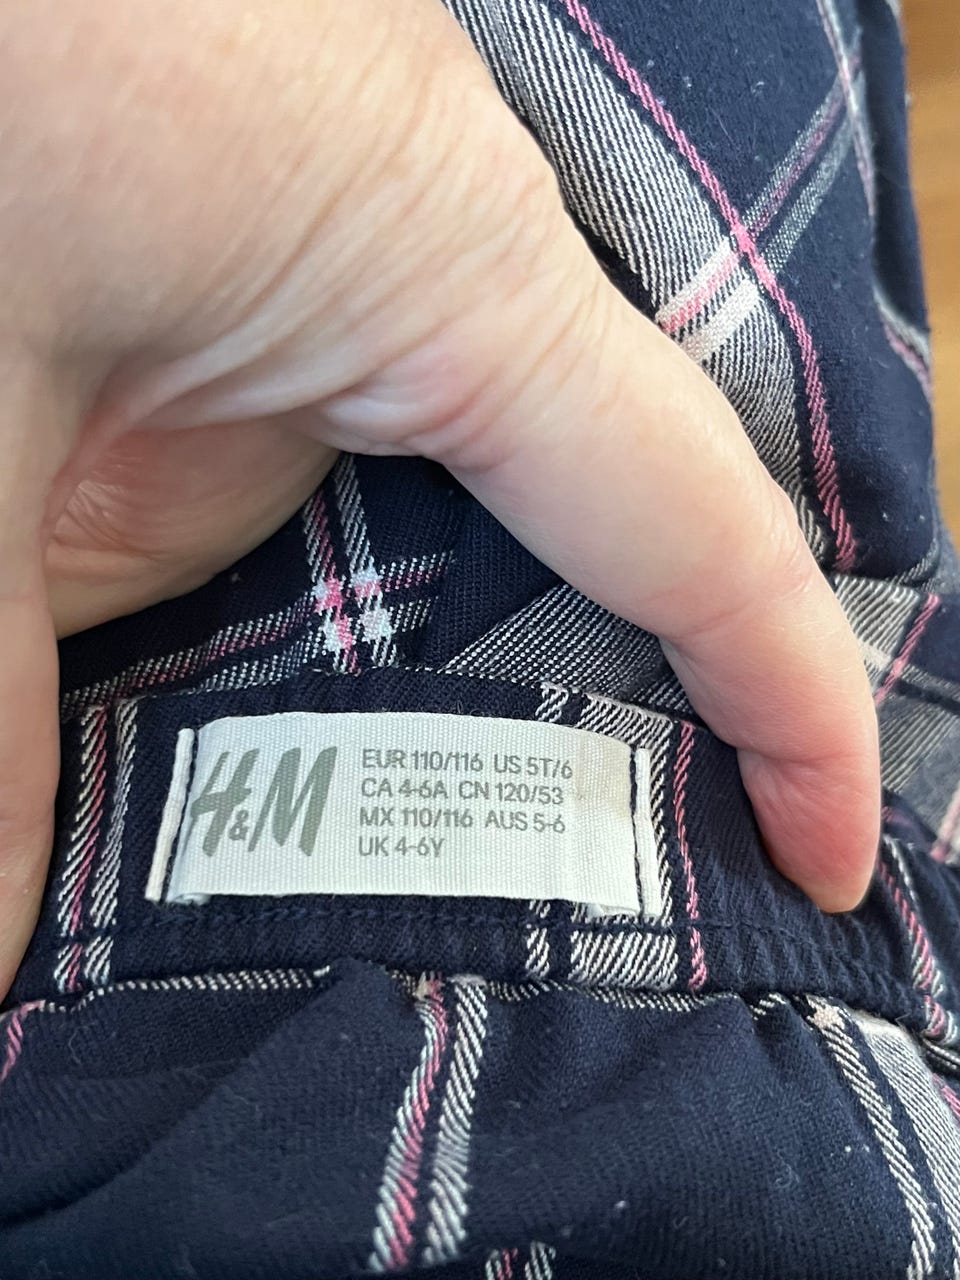 H&M
EUR 110/116 US 5T/6
CA 4-6A CN 120/53
MX 110/116 AUS 5-6
UK 4-6Y